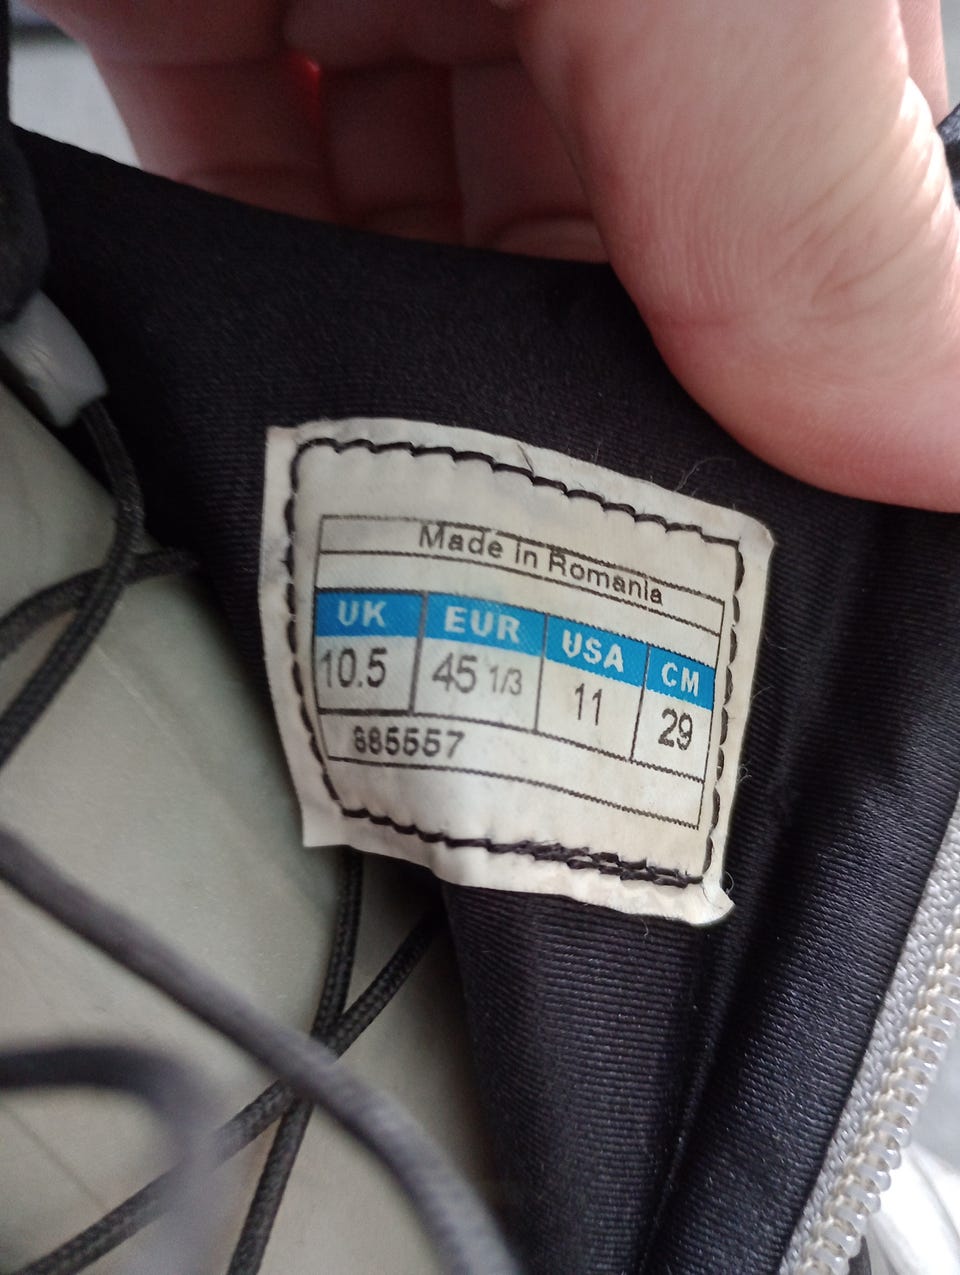 Made in Romania
UK EUR USA CM
10.5 45 1/3 11 29
885557